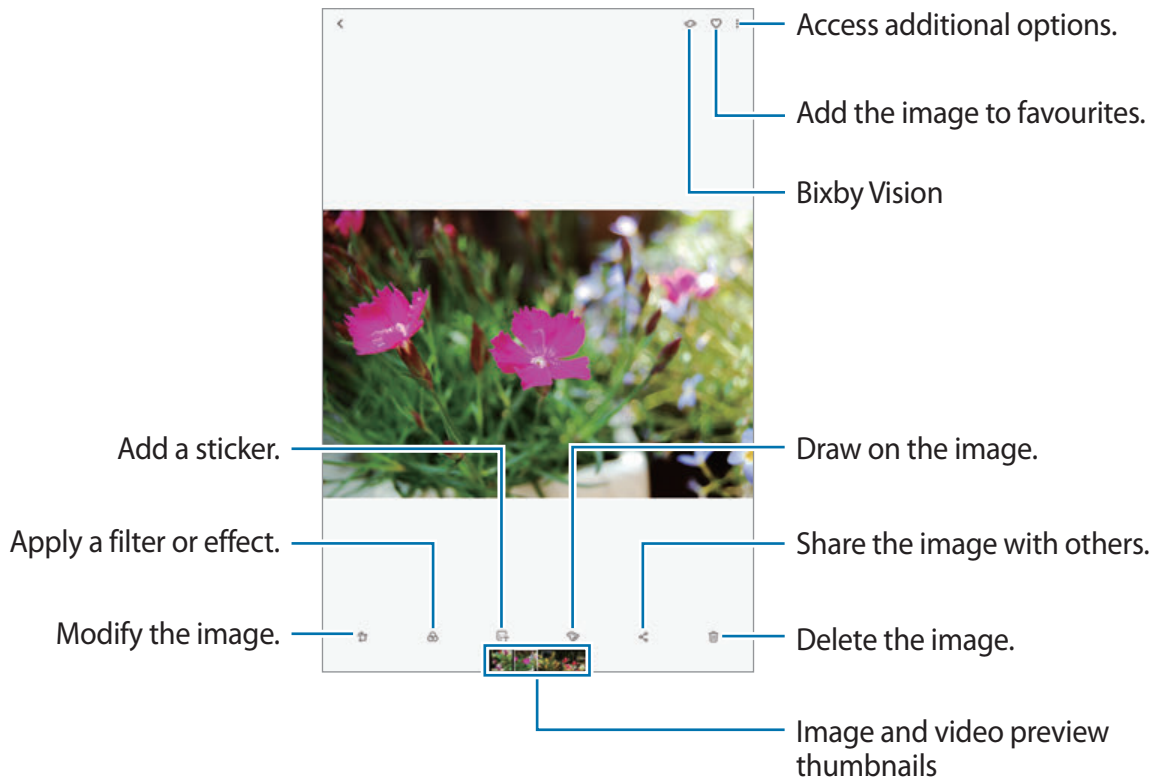 Access additional options.
Add the image to favourites.
Bixby Vision
Add a sticker.
Draw on the image.
Apply a filter or effect.
Share the image with others.
Modify the image.
Delete the image.
Image and video preview
thumbnails